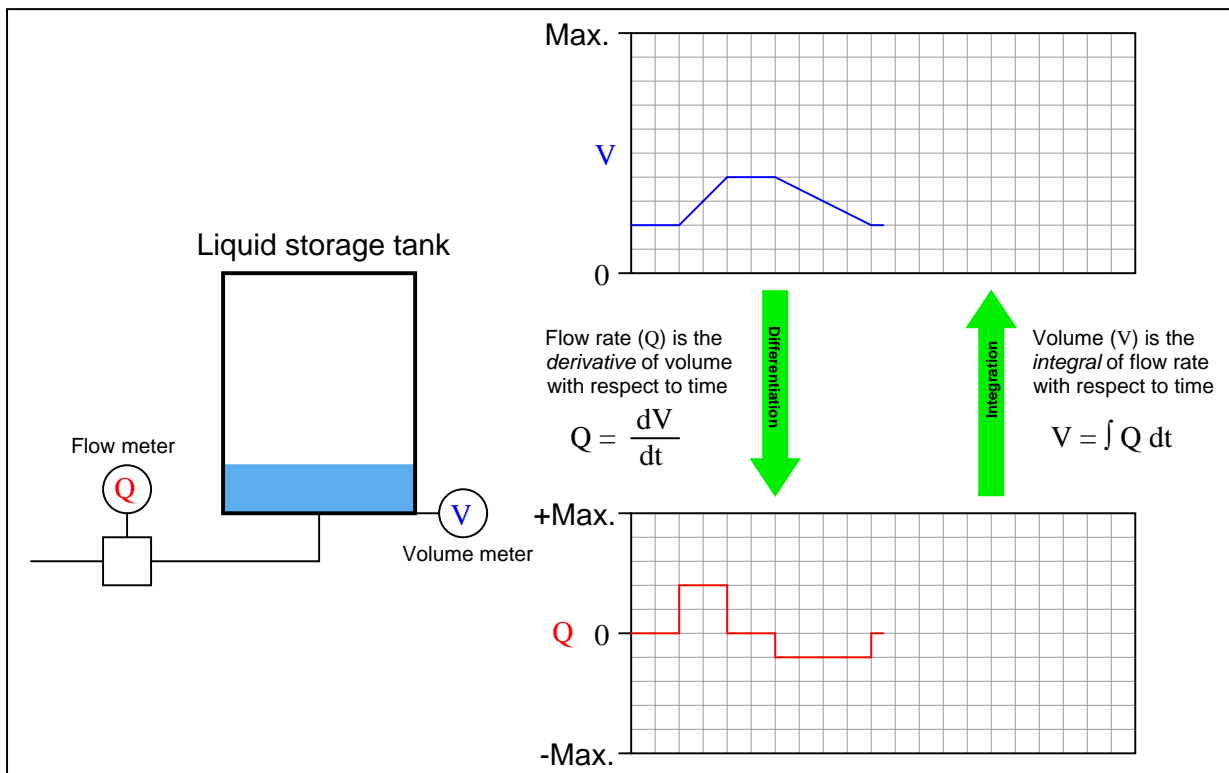 Max.
V
0
Liquid storage tank
Flow meter
Q
V
Volume meter
Flow rate (Q) is the
derivative of volume
with respect to time
Q = dV
dt
Differentiation
Integration
Volume (V) is the
integral of flow rate
with respect to time
V = ∫ Q dt
+Max.
Q 0
-Max.